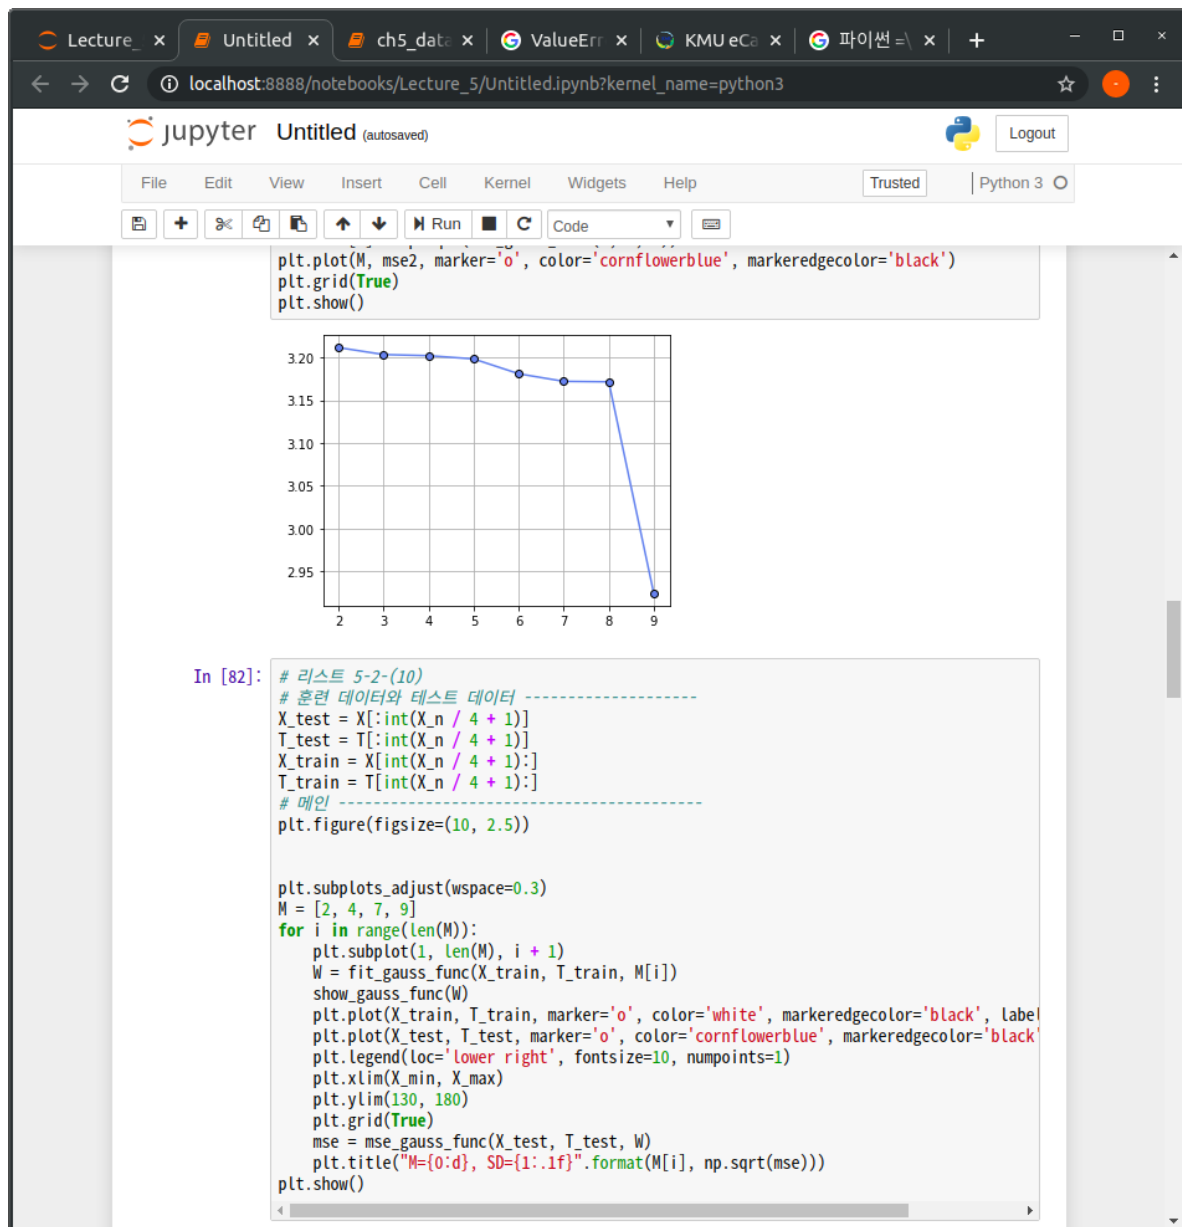 Lecture_
Untitled
ch5_data
ValueErr
KMU eCa
파이썬 =\
localhost:8888/notebooks/Lecture_5/Untitled.ipynb?kernel_name=python3
jupyter Untitled (autosaved)
Logout
File Edit View Insert Cell Kernel Widgets Help
Trusted
Python 3
Run
Code
plt.plot(M, mse2, marker='o', color='cornflowerblue', markeredgecolor='black')
plt.grid(True)
plt.show()
3.20
3.15
3.10
3.05
3.00
2.95
2 3 4 5 6 7 8 9
In [82]:
# 리스트 5-2-(10)
# 훈련 데이터와 테스트 데이터 --------------------
X_test = X[:int(X_n / 4 + 1)]
T_test = T[:int(X_n / 4 + 1)]
X_train = X[int(X_n / 4 + 1):]
T_train = T[int(X_n / 4 + 1):]
# 메인 ------------------------------------------
plt.figure(figsize=(10, 2.5))
plt.subplots_adjust(wspace=0.3)
M = [2, 4, 7, 9]
for i in range(len(M)):
    plt.subplot(1, len(M), i + 1)
    W = fit_gauss_func(X_train, T_train, M[i])
    show_gauss_func(W)
    plt.plot(X_train, T_train, marker='o', color='white', markeredgecolor='black', label
    plt.plot(X_test, T_test, marker='o', color='cornflowerblue', markeredgecolor='black'
    plt.legend(loc='lower right', fontsize=10, numpoints=1)
    plt.xlim(X_min, X_max)
    plt.ylim(130, 180)
    plt.grid(True)
    mse = mse_gauss_func(X_test, T_test, W)
    plt.title("M={0:d}, SD={1:.1f}".format(M[i], np.sqrt(mse)))
plt.show()